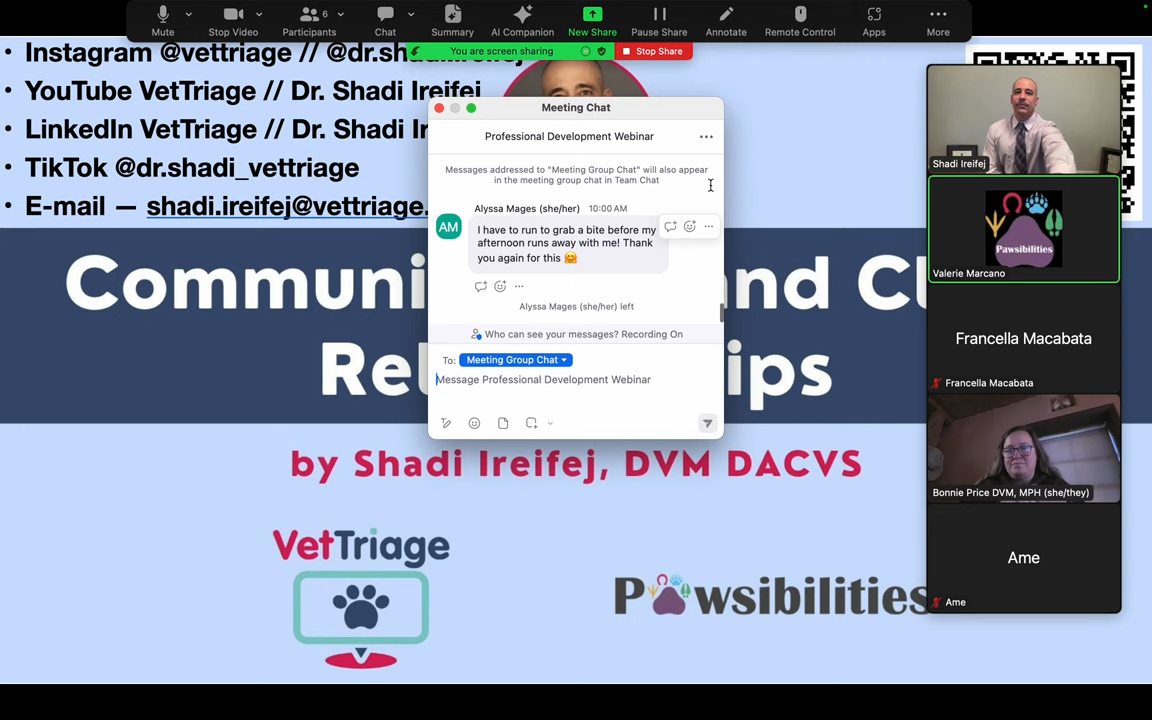 Mute
Stop Video
6
Participants
Chat
Summary
AI Companion
New Share
Pause Share
Annotate
Remote Control
Apps
More
You are screen sharing
Stop Share
• Instagram @vettriage // @dr.sh
• YouTube VetTriage // Dr. Shadi Ireifej
• LinkedIn VetTriage // Dr. Shadi Ir
• TikTok @dr.shadi_vettriage
• E-mail — shadi.ireifej@vettriage.
Meeting Chat
Professional Development Webinar
Messages addressed to "Meeting Group Chat" will also appear
in the meeting group chat in Team Chat
Alyssa Mages (she/her) 10:00 AM
AM
I have to run to grab a bite before my
afternoon runs away with me! Thank
you again for this 🤗
Alyssa Mages (she/her) left
Who can see your messages? Recording On
To: Meeting Group Chat
Message Professional Development Webinar
Communi nd Cl
Rel ips
by Shadi Ireifej, DVM DACVS
VetTriage
Pawsibilities
Shadi Ireifej
Pawsibilities
Valerie Marcano
Francella Macabata
Francella Macabata
Bonnie Price DVM, MPH (she/they)
Ame
Ame